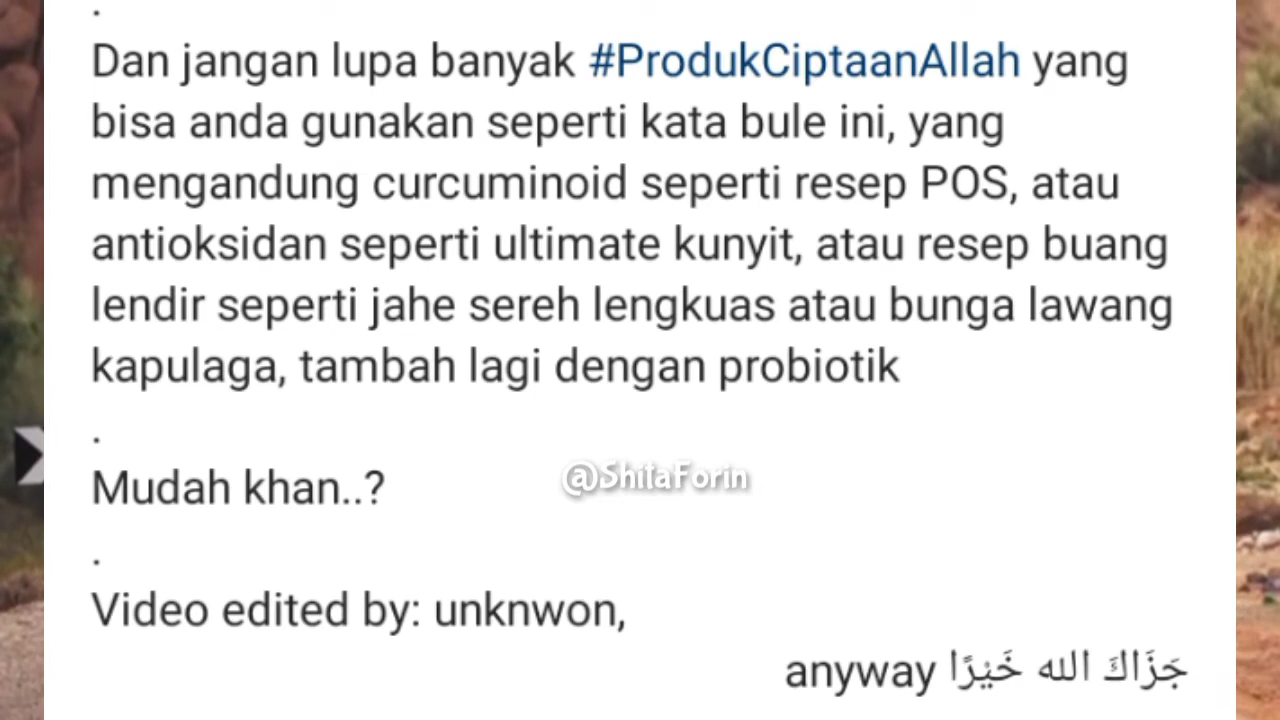 .
Dan jangan lupa banyak #ProdukCiptaanAllah yang
bisa anda gunakan seperti kata bule ini, yang
mengandung curcuminoid seperti resep POS, atau
antioksidan seperti ultimate kunyit, atau resep buang
lendir seperti jahe sereh lengkuas atau bunga lawang
kapulaga, tambah lagi dengan probiotik
.
Mudah khan..?
@ShitaForin
.
Video edited by: unknwon,
anyway جَزَاكَ الله خَيْرًا